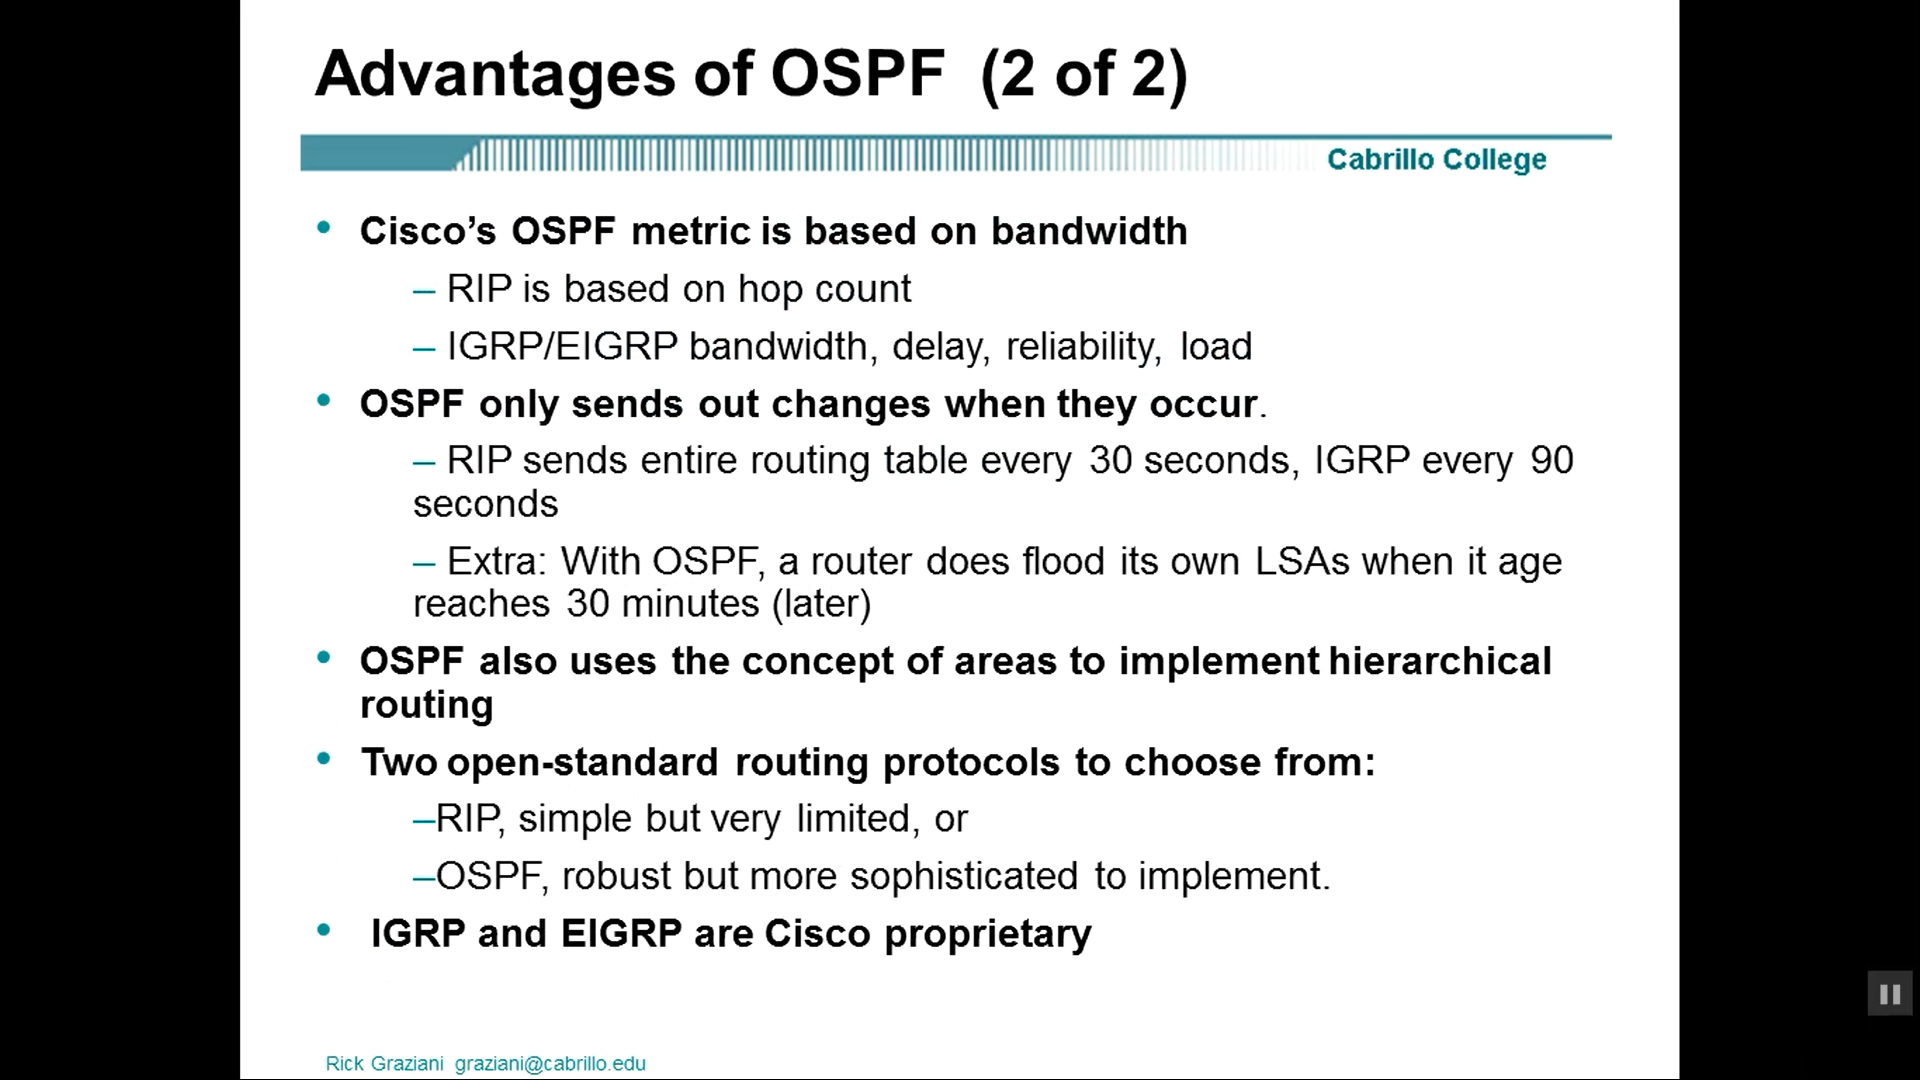 Advantages of OSPF (2 of 2)
Cabrillo College
• Cisco’s OSPF metric is based on bandwidth
– RIP is based on hop count
– IGRP/EIGRP bandwidth, delay, reliability, load
• OSPF only sends out changes when they occur.
– RIP sends entire routing table every 30 seconds, IGRP every 90
seconds
– Extra: With OSPF, a router does flood its own LSAs when it age
reaches 30 minutes (later)
• OSPF also uses the concept of areas to implement hierarchical
routing
• Two open-standard routing protocols to choose from:
–RIP, simple but very limited, or
–OSPF, robust but more sophisticated to implement.
• IGRP and EIGRP are Cisco proprietary
Rick Graziani graziani@cabrillo.edu